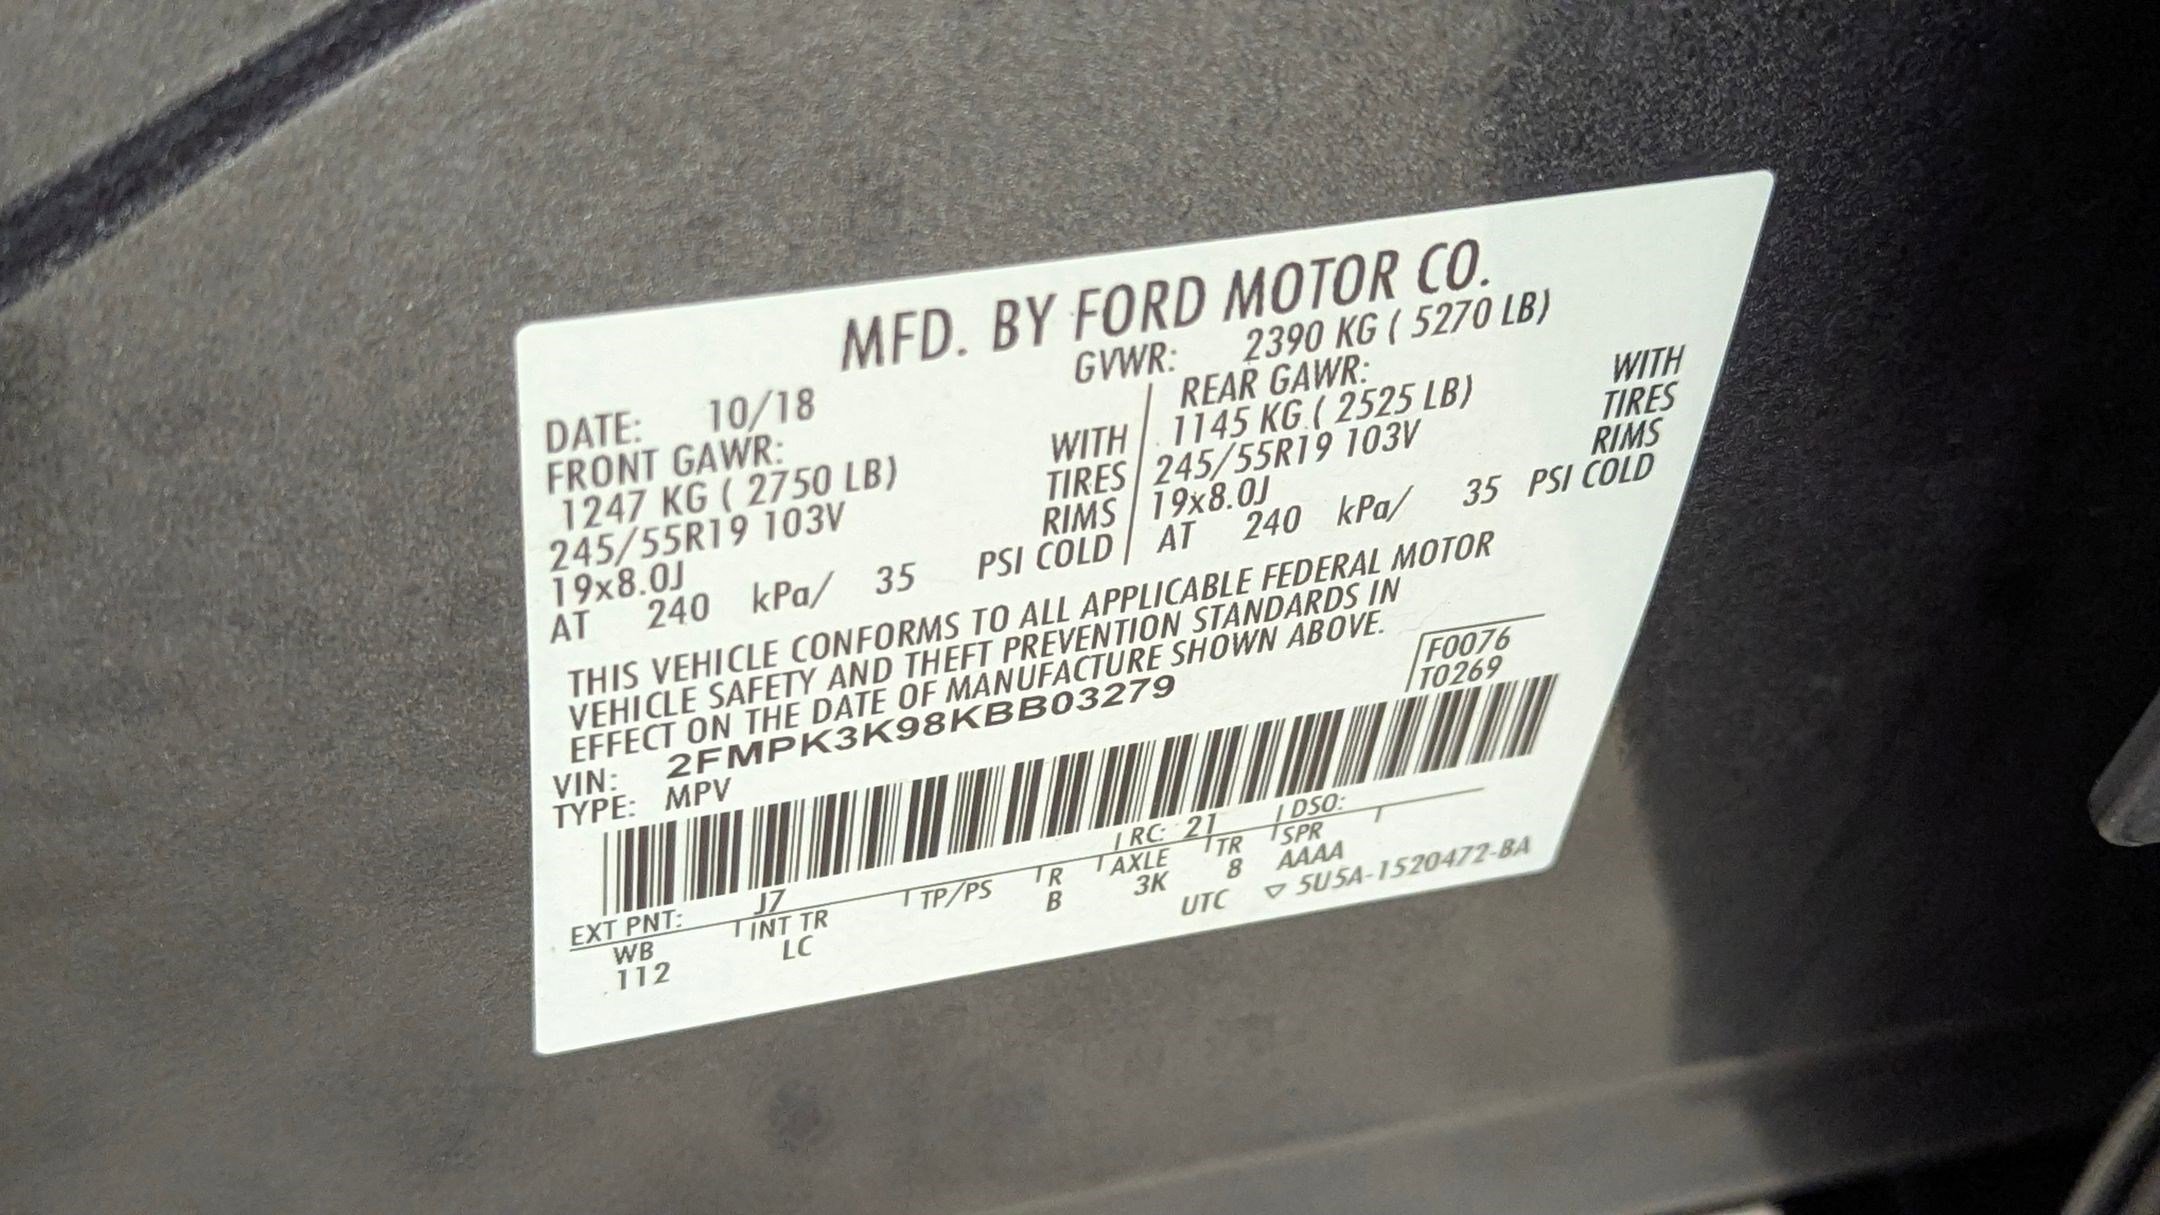 MFD. BY FORD MOTOR CO.
DATE: 10/18 GVWR: 2390 KG ( 5270 LB)
FRONT GAWR: REAR GAWR:
1247 KG ( 2750 LB) WITH 1145 KG ( 2525 LB) WITH
245/55R19 103V TIRES 245/55R19 103V TIRES
19x8.0J RIMS 19x8.0J RIMS
AT 240 kPa/ 35 PSI COLD AT 240 kPa/ 35 PSI COLD
THIS VEHICLE CONFORMS TO ALL APPLICABLE FEDERAL MOTOR
VEHICLE SAFETY AND THEFT PREVENTION STANDARDS IN
EFFECT ON THE DATE OF MANUFACTURE SHOWN ABOVE.
F0076
VIN: 2FMPK3K98KBB03279 T0269
TYPE: MPV
EXT PNT: J7 RC: 21 DSO:
WB INT TR TP/PS R AXLE TR SPR
112 LC B 3K 8 AAAA
UTC ▽ 5U5A-1520472-BA